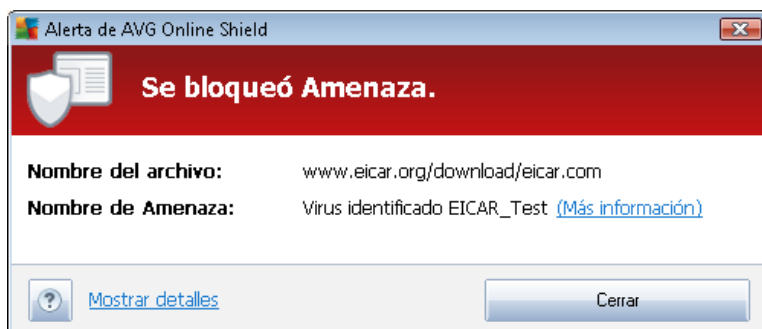 Alerta de AVG Online Shield
Se bloqueó Amenaza.
Nombre del archivo: www.eicar.org/download/eicar.com
Nombre de Amenaza: Virus identificado EICAR_Test (Más información)
? Mostrar detalles Cerrar